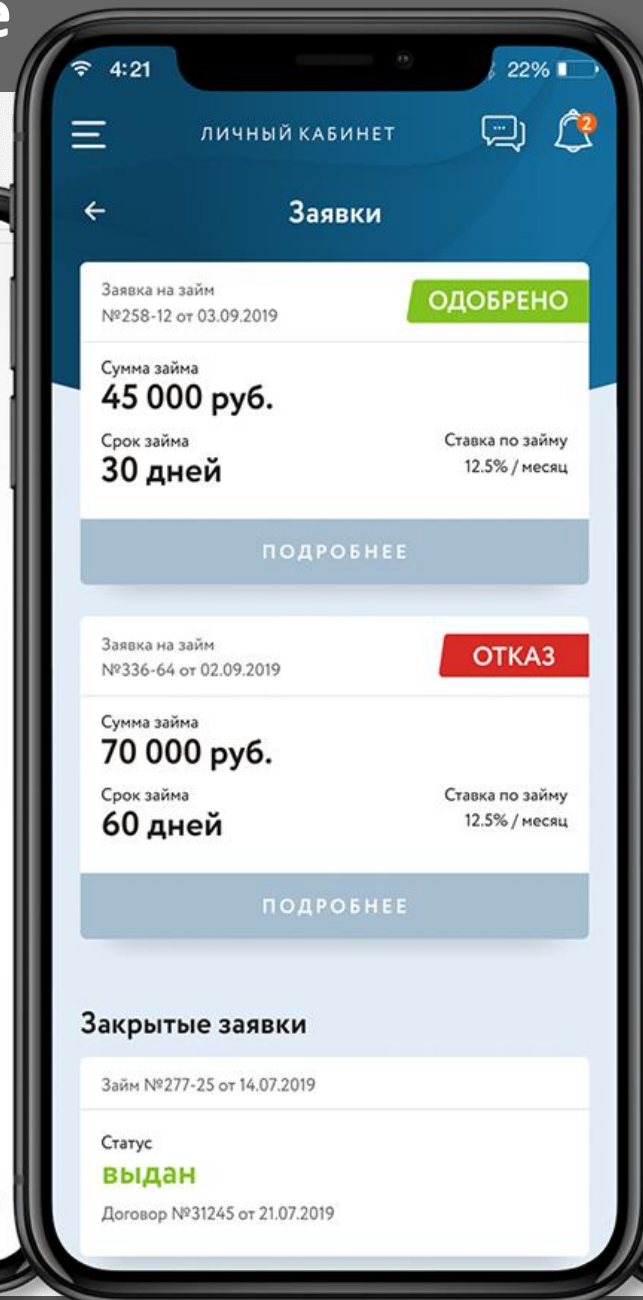 е
4:21
22%
ЛИЧНЫЙ КАБИНЕТ
2
Заявки
Заявка на займ
№258-12 от 03.09.2019
ОДОБРЕНО
Сумма займа
45 000 руб.
Срок займа
30 дней
Ставка по займу
12.5% / месяц
ПОДРОБНЕЕ
Заявка на займ
№336-64 от 02.09.2019
ОТКАЗ
Сумма займа
70 000 руб.
Срок займа
60 дней
Ставка по займу
12.5% / месяц
ПОДРОБНЕЕ
Закрытые заявки
Займ №277-25 от 14.07.2019
Статус
выдан
Договор №31245 от 21.07.2019